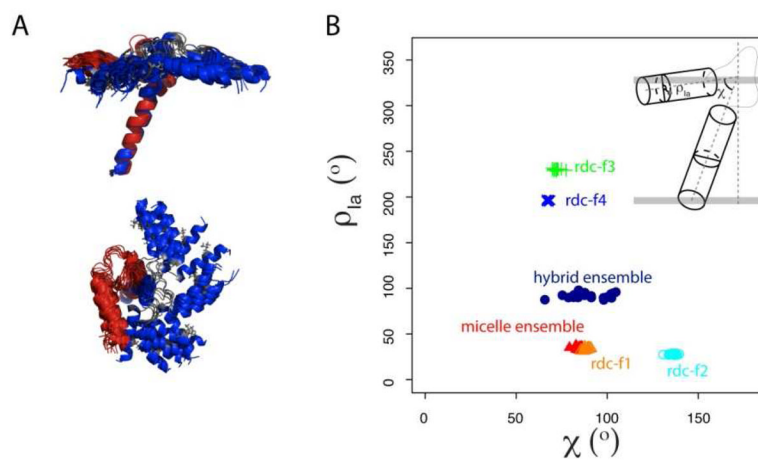 A
B
350
300
250
200
150
100
50
0
ρla (°)
rdc-f3
rdc-f4
hybrid ensemble
micelle ensemble
rdc-f1
rdc-f2
ρla
χ
0 50 100 150
χ (°)